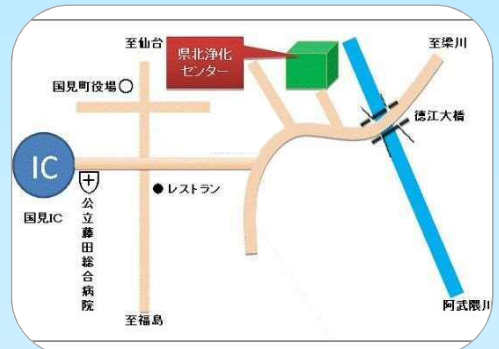 至仙台
県北浄化
センター
至梁川
国見町役場
徳江大橋
IC
国見IC
レストラン
公立藤田総合病院
阿武隈川
至福島